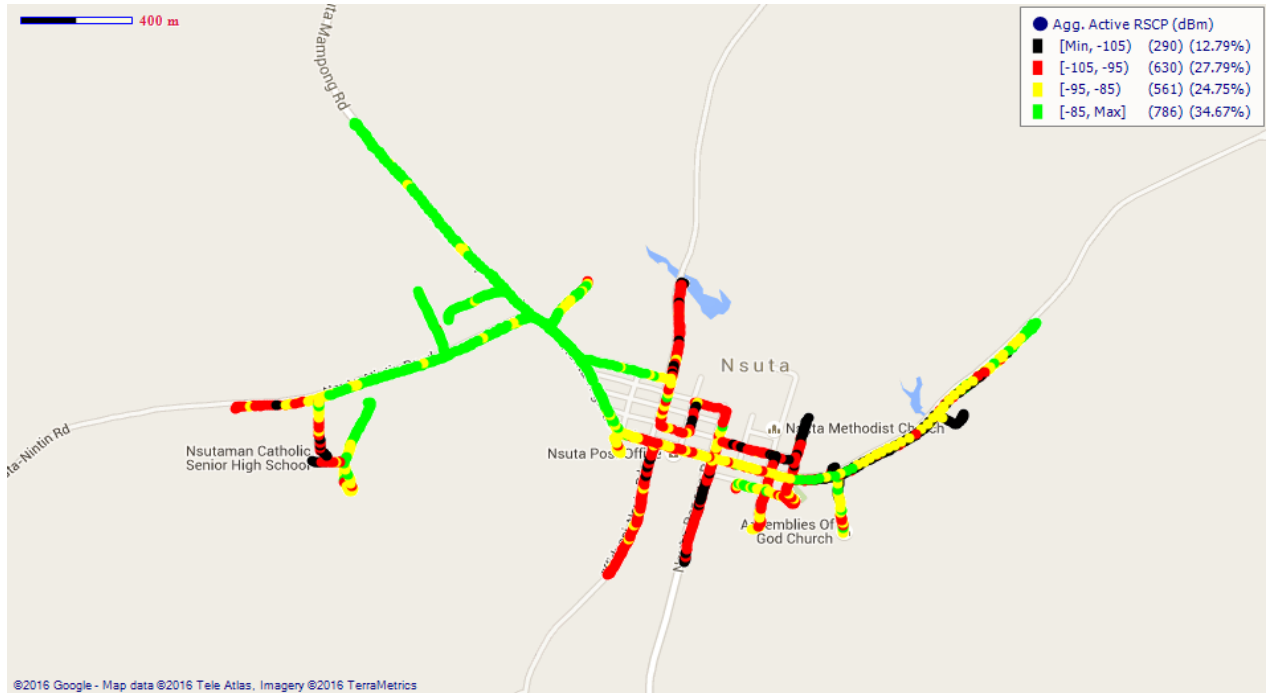 400 m
Agg. Active RSCP (dBm)
[Min, -105) (290) (12.79%)
[-105, -95) (630) (27.79%)
[-95, -85) (561) (24.75%)
[-85, Max] (786) (34.67%)
Mampong Rd
Nsuta
Nsuta Methodist Church
ta-Nintin Rd
Nsutaman Catholic
Senior High School
Nsuta Post Office
Assemblies Of
God Church
©2016 Google - Map data ©2016 Tele Atlas, Imagery ©2016 TerraMetrics